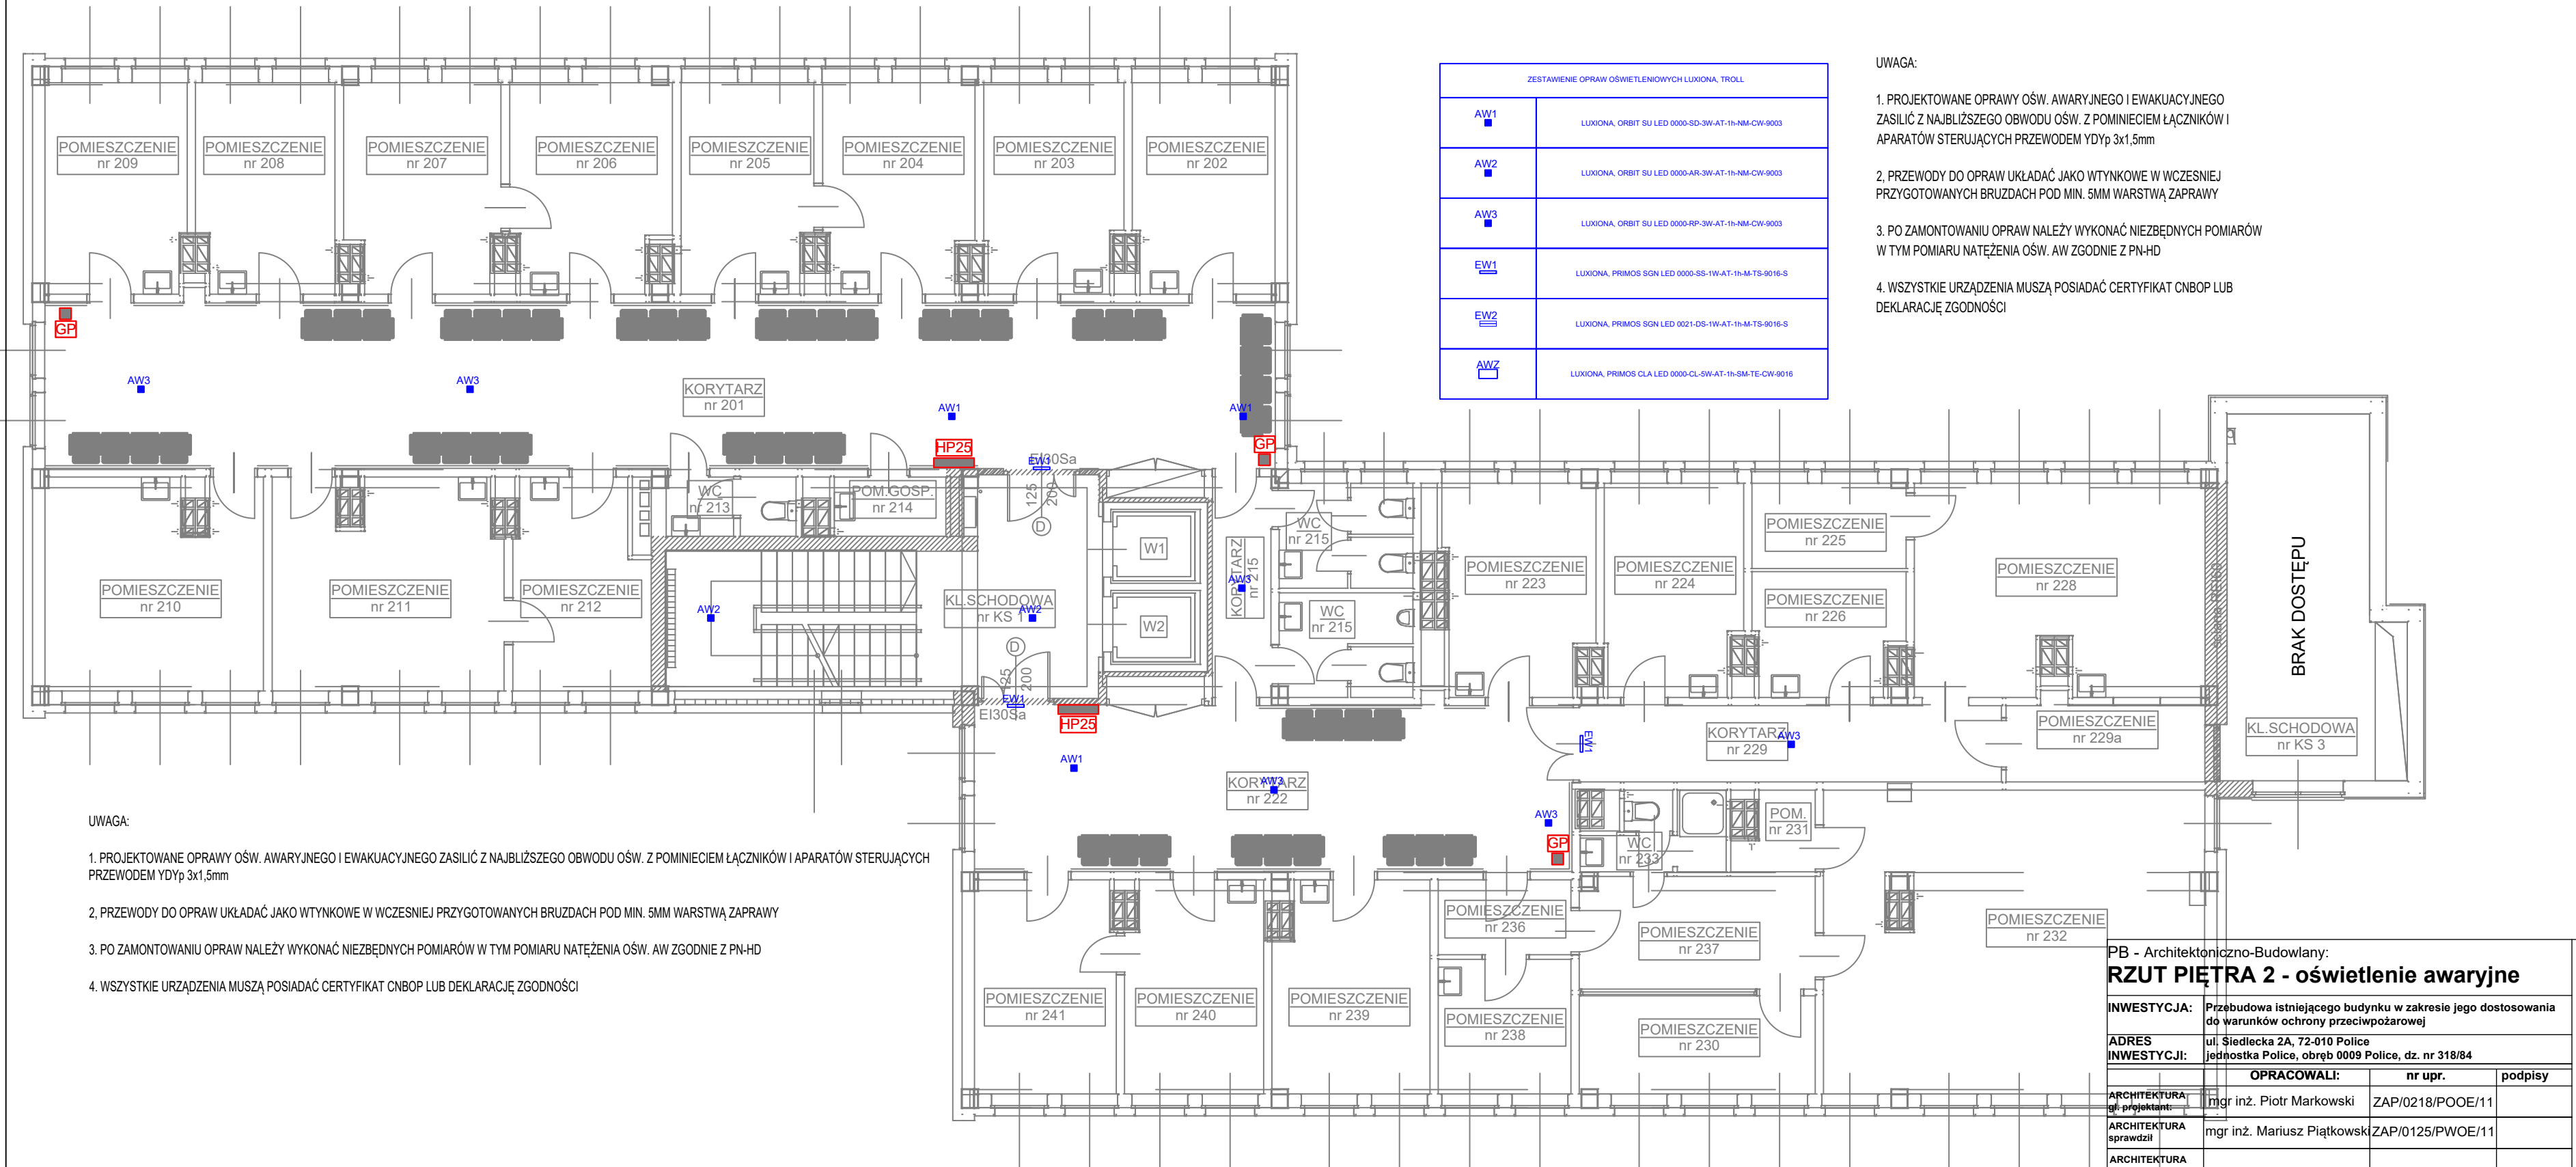 POMIESZCZENIE
nr 209
POMIESZCZENIE
nr 208
POMIESZCZENIE
nr 207
POMIESZCZENIE
nr 206
POMIESZCZENIE
nr 205
POMIESZCZENIE
nr 204
POMIESZCZENIE
nr 203
POMIESZCZENIE
nr 202
GP
AW3
AW3
KORYTARZ
nr 201
AW1
AW1
HP25
GP
EW1
EI30Sa
125
200
D
WC
nr 213
POM.GOSP.
nr 214
POMIESZCZENIE
nr 210
POMIESZCZENIE
nr 211
POMIESZCZENIE
nr 212
AW2
KL.SCHODOWA
nr KS 1
AW2
D
125
200
EW1
EI30Sa
HP25
W1
W2
KORYTARZ
nr 215
AW3
WC
nr 215
WC
nr 215
POMIESZCZENIE
nr 223
POMIESZCZENIE
nr 224
POMIESZCZENIE
nr 225
POMIESZCZENIE
nr 226
POMIESZCZENIE
nr 228
BRAK DOSTĘPU
KL.SCHODOWA
nr KS 3
POMIESZCZENIE
nr 229a
KORYTARZ
nr 229
AW3
EW1
AW1
KORYTARZ
nr 222
AW3
AW3
GP
WC
nr 233
POM.
nr 231
POMIESZCZENIE
nr 232
POMIESZCZENIE
nr 236
POMIESZCZENIE
nr 237
POMIESZCZENIE
nr 241
POMIESZCZENIE
nr 240
POMIESZCZENIE
nr 239
POMIESZCZENIE
nr 238
POMIESZCZENIE
nr 230
ZESTAWIENIE OPRAW OŚWIETLENIOWYCH LUXIONA, TROLL
AW1
LUXIONA, ORBIT SU LED 0000-SD-3W-AT-1h-NM-CW-9003
AW2
LUXIONA, ORBIT SU LED 0000-AR-3W-AT-1h-NM-CW-9003
AW3
LUXIONA, ORBIT SU LED 0000-RP-3W-AT-1h-NM-CW-9003
EW1
LUXIONA, PRIMOS SGN LED 0000-SS-1W-AT-1h-M-TS-9016-S
EW2
LUXIONA, PRIMOS SGN LED 0021-DS-1W-AT-1h-M-TS-9016-S
AWZ
LUXIONA, PRIMOS CLA LED 0000-CL-5W-AT-1h-SM-TE-CW-9016
UWAGA:
1. PROJEKTOWANE OPRAWY OŚW. AWARYJNEGO I EWAKUACYJNEGO
ZASILIĆ Z NAJBLIŻSZEGO OBWODU OŚW. Z POMINIECIEM ŁĄCZNIKÓW I
APARATÓW STERUJĄCYCH PRZEWODEM YDYp 3x1,5mm
2, PRZEWODY DO OPRAW UKŁADAĆ JAKO WTYNKOWE W WCZESNIEJ
PRZYGOTOWANYCH BRUZDACH POD MIN. 5MM WARSTWĄ ZAPRAWY
3. PO ZAMONTOWANIU OPRAW NALEŻY WYKONAĆ NIEZBĘDNYCH POMIARÓW
W TYM POMIARU NATĘŻENIA OŚW. AW ZGODNIE Z PN-HD
4. WSZYSTKIE URZĄDZENIA MUSZĄ POSIADAĆ CERTYFIKAT CNBOP LUB
DEKLARACJĘ ZGODNOŚCI
UWAGA:
1. PROJEKTOWANE OPRAWY OŚW. AWARYJNEGO I EWAKUACYJNEGO ZASILIĆ Z NAJBLIŻSZEGO OBWODU OŚW. Z POMINIECIEM ŁĄCZNIKÓW I APARATÓW STERUJĄCYCH
PRZEWODEM YDYp 3x1,5mm
2, PRZEWODY DO OPRAW UKŁADAĆ JAKO WTYNKOWE W WCZESNIEJ PRZYGOTOWANYCH BRUZDACH POD MIN. 5MM WARSTWĄ ZAPRAWY
3. PO ZAMONTOWANIU OPRAW NALEŻY WYKONAĆ NIEZBĘDNYCH POMIARÓW W TYM POMIARU NATĘŻENIA OŚW. AW ZGODNIE Z PN-HD
4. WSZYSTKIE URZĄDZENIA MUSZĄ POSIADAĆ CERTYFIKAT CNBOP LUB DEKLARACJĘ ZGODNOŚCI
PB - Architektoniczno-Budowlany:
RZUT PIĘTRA 2 - oświetlenie awaryjne
INWESTYCJA: Przebudowa istniejącego budynku w zakresie jego dostosowania
do warunków ochrony przeciwpożarowej
ADRES ul. Siedlecka 2A, 72-010 Police
INWESTYCJI: jednostka Police, obręb 0009 Police, dz. nr 318/84
OPRACOWALI: nr upr. podpisy
ARCHITEKTURA
gł. projektant: mgr inż. Piotr Markowski ZAP/0218/POOE/11
ARCHITEKTURA
sprawdził mgr inż. Mariusz Piątkowski ZAP/0125/PWOE/11
ARCHITEKTURA